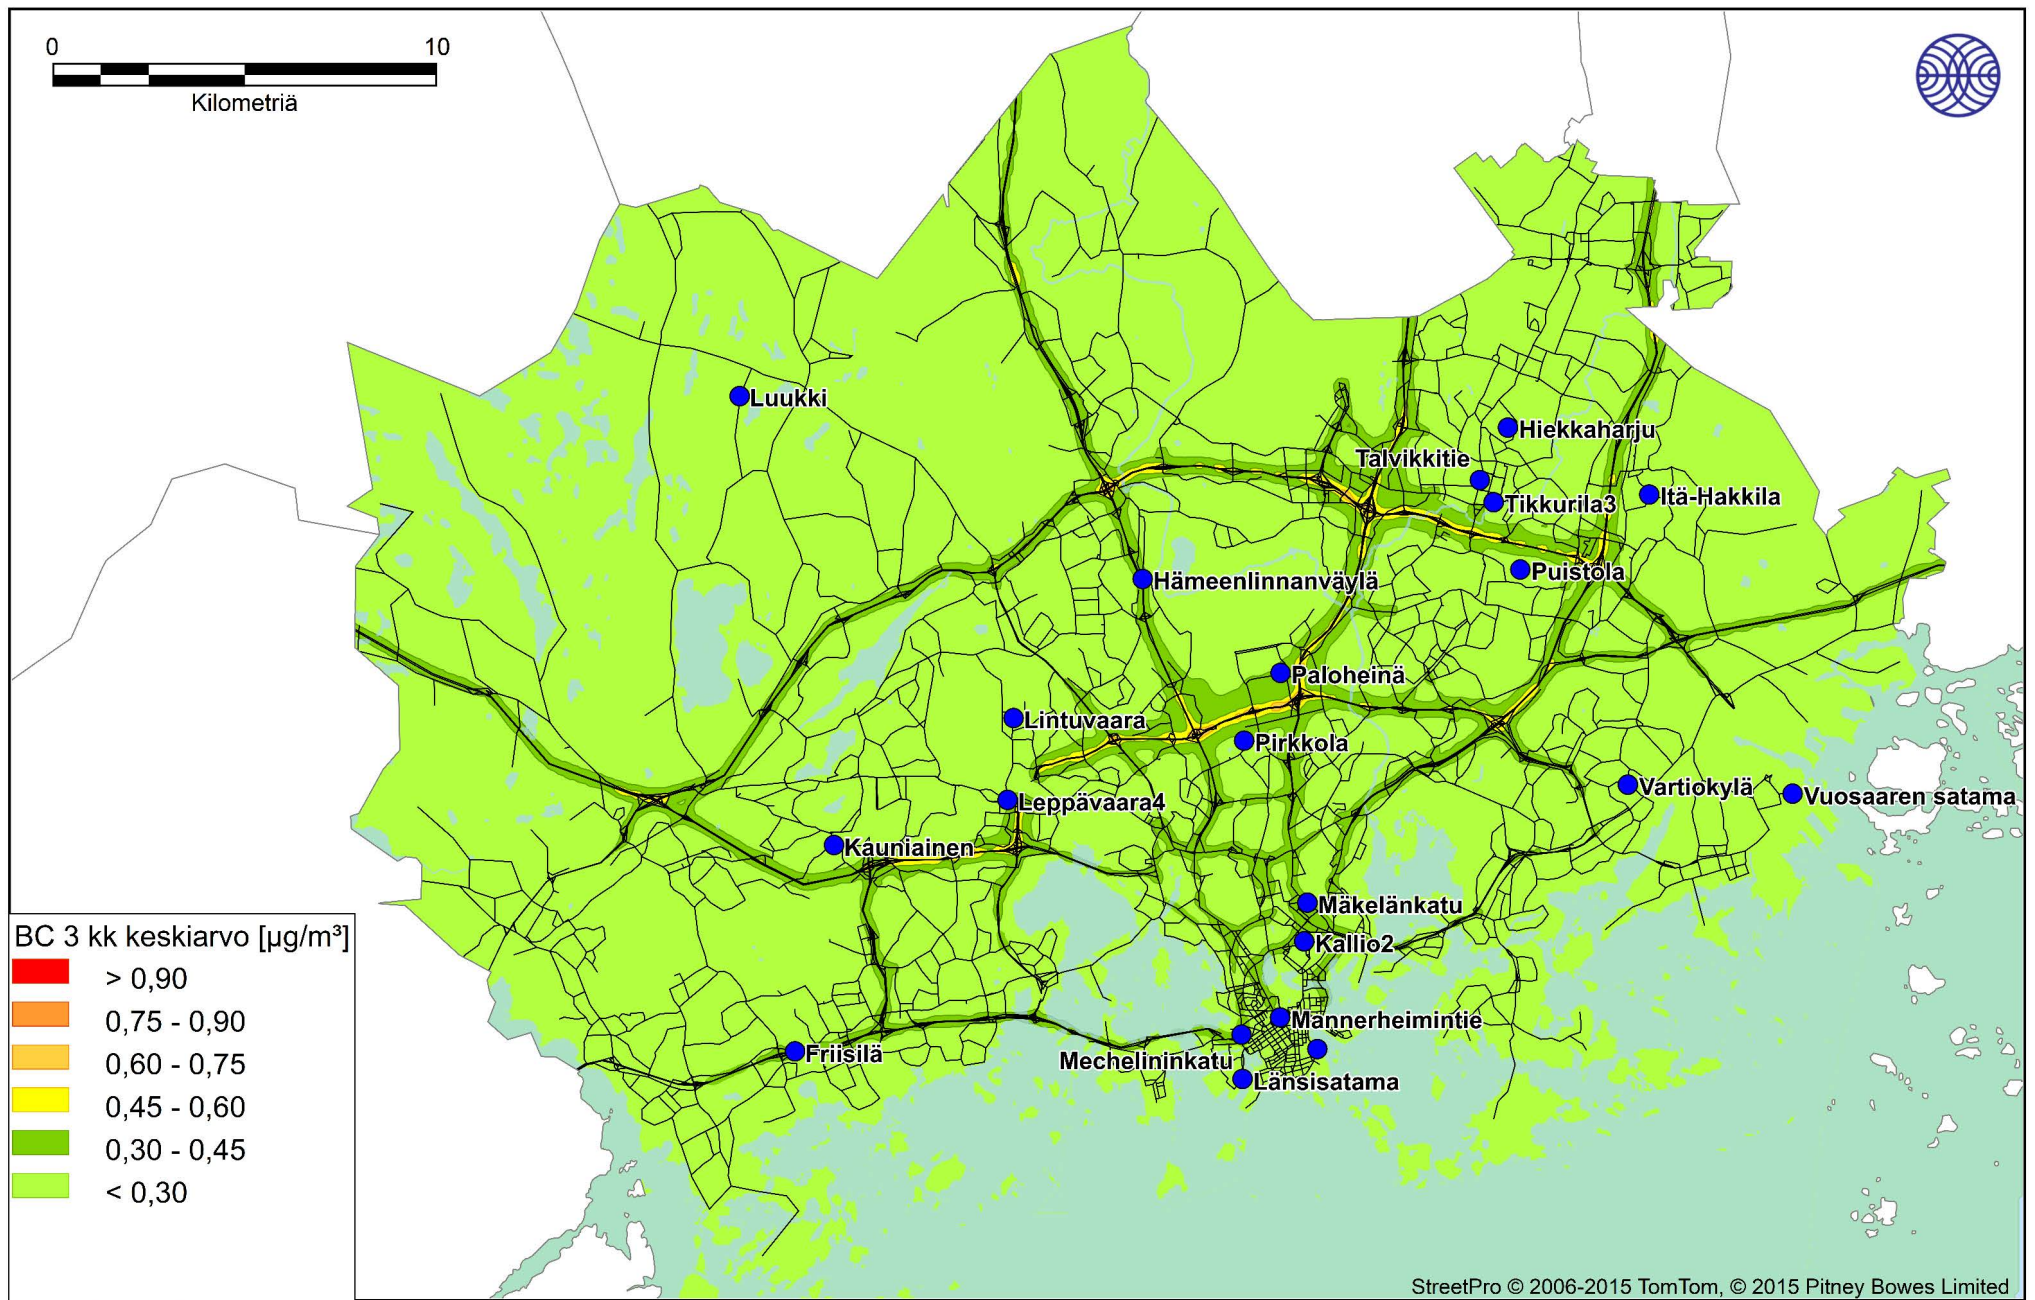 0 10
Kilometriä
Luukki
Hiekkaharju
Talvikkitie
Tikkurila3
Itä-Hakkila
Hämeenlinnanväylä
Puistola
Paloheinä
Lintuvaara
Pirkkola
Leppävaara4
Vartiokylä
Vuosaaren satama
Kauniainen
Mäkelänkatu
Kallio2
Mannerheimintie
Friisilä
Mechelininkatu
Länsisatama
BC 3 kk keskiarvo [µg/m³]
> 0,90
0,75 - 0,90
0,60 - 0,75
0,45 - 0,60
0,30 - 0,45
< 0,30
StreetPro © 2006-2015 TomTom, © 2015 Pitney Bowes Limited